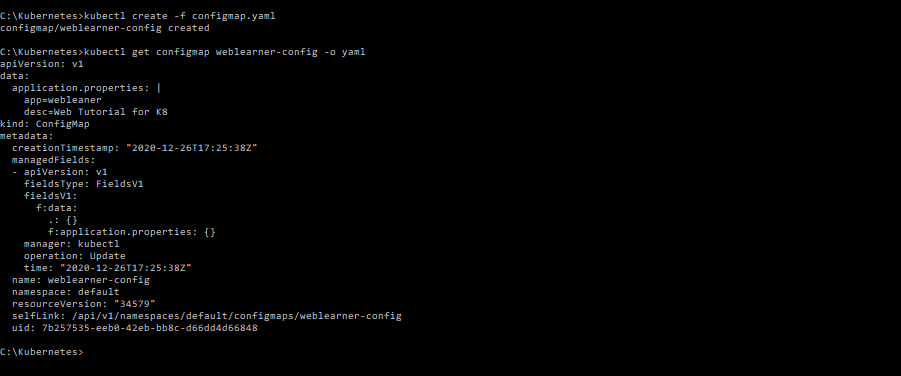 C:\Kubernetes>kubectl create -f configmap.yaml
configmap/weblearner-config created
C:\Kubernetes>kubectl get configmap weblearner-config -o yaml
apiVersion: v1
data:
  application.properties: |
    app=webleaner
    desc=Web Tutorial for K8
kind: ConfigMap
metadata:
  creationTimestamp: "2020-12-26T17:25:38Z"
  managedFields:
  - apiVersion: v1
    fieldsType: FieldsV1
    fieldsV1:
      f:data:
        .: {}
        f:application.properties: {}
    manager: kubectl
    operation: Update
    time: "2020-12-26T17:25:38Z"
  name: weblearner-config
  namespace: default
  resourceVersion: "34579"
  selfLink: /api/v1/namespaces/default/configmaps/weblearner-config
  uid: 7b257535-eeb0-42eb-bb8c-d66dd4d66848
C:\Kubernetes>